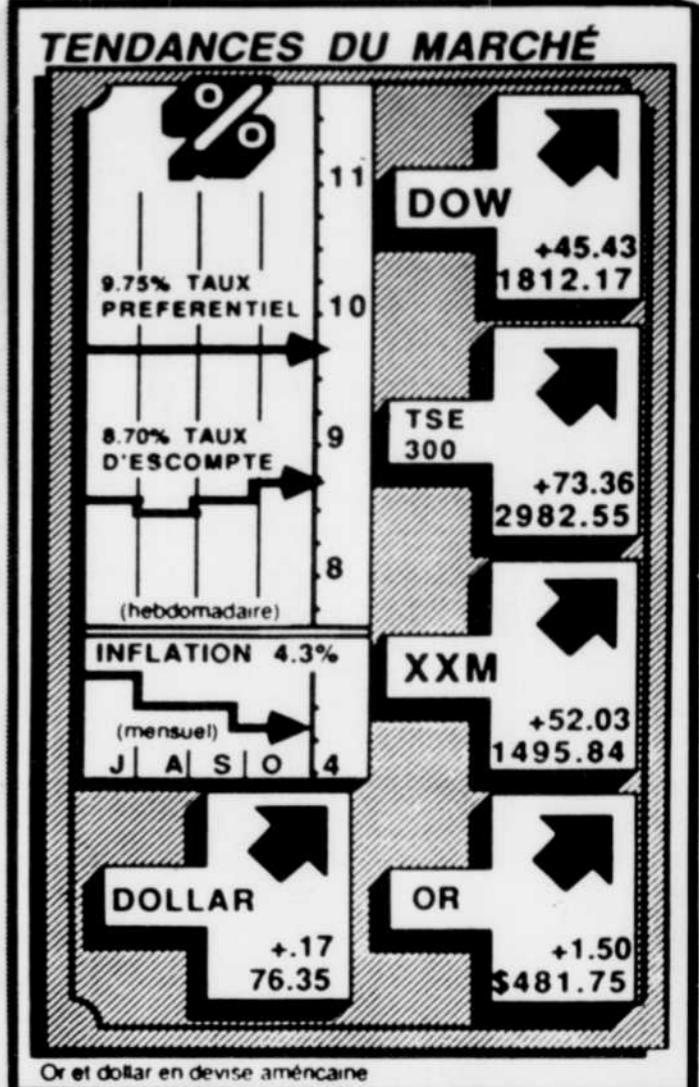 TENDANCES DU MARCHÉ
%
11
9.75% TAUX
PREFERENTIEL
10
8.70% TAUX
D'ESCOMPTE
9
8
(hebdomadaire)
INFLATION 4.3%
(mensuel)
J A S O 4
DOW
+45.43
1812.17
TSE
300
+73.36
2982.55
XXM
+52.03
1495.84
DOLLAR
+.17
76.35
OR
+1.50
$481.75
Or et dollar en devise américaine